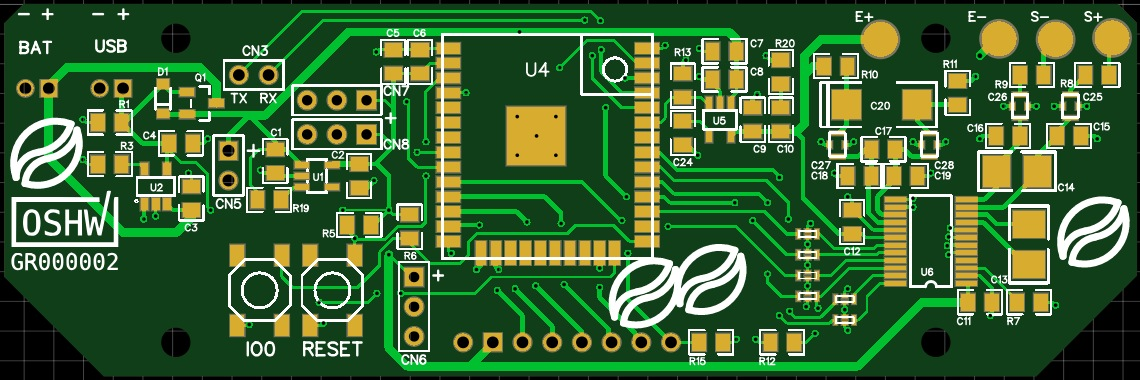 - +
- +
BAT
USB
CN3
TX RX
D1
Q1
R1
C4
R3
U2
C3
CN5
+
C1
C2
U1
R19
R5
R6
C5 C6
CN7
+
CN8
U4
R13
C7
C8
R20
U5
C9
C10
C24
E+
E-
S-
S+
R10
C20
R11
R9
R8
C26
C25
C27
C17
C28
C16
C15
C18
C19
C14
C12
U6
C13
C11
R7
OSHW
GR000002
IO0
RESET
+
CN6
R15
R12